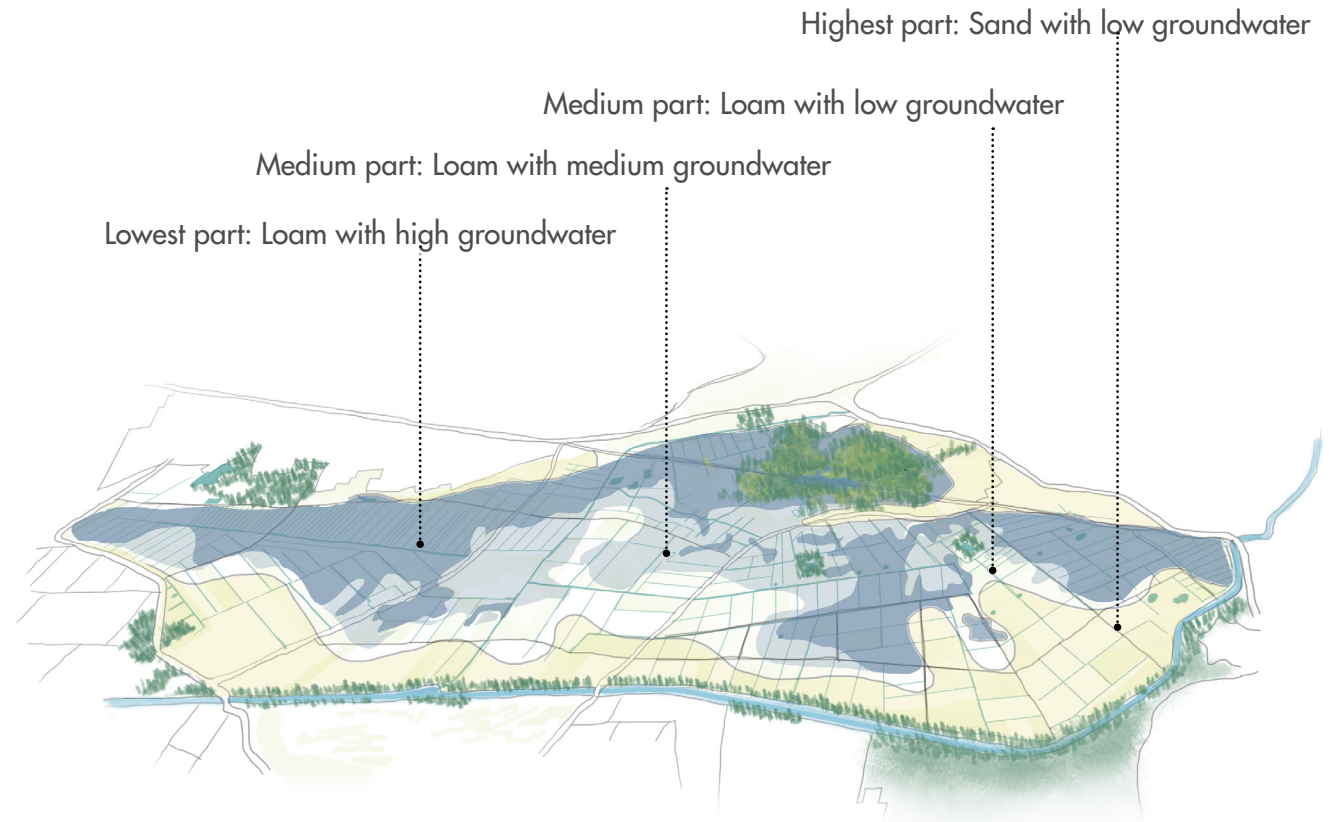 Highest part: Sand with low groundwater
Medium part: Loam with low groundwater
Medium part: Loam with medium groundwater
Lowest part: Loam with high groundwater